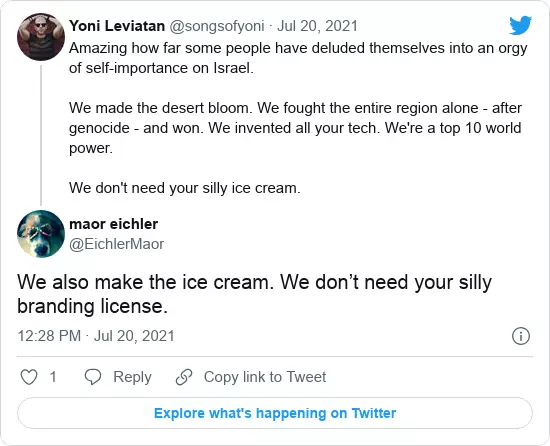 Yoni Leviatan @songsofyoni · Jul 20, 2021
Amazing how far some people have deluded themselves into an orgy
of self-importance on Israel.
We made the desert bloom. We fought the entire region alone - after
genocide - and won. We invented all your tech. We're a top 10 world
power.
We don't need your silly ice cream.
maor eichler
@EichlerMaor
We also make the ice cream. We don’t need your silly
branding license.
12:28 PM · Jul 20, 2021
1 Reply Copy link to Tweet
Explore what's happening on Twitter